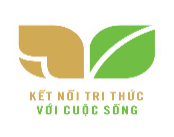 KẾT NỐI TRI THỨC
VỚI CUỘC SỐNG